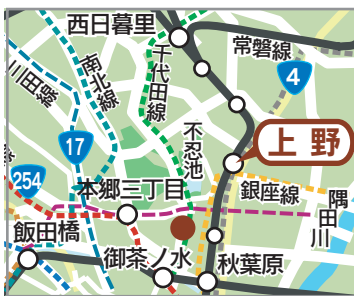 西日暮里
常磐線
三田線
南北線
千代田線
4
17
不忍池
上野
254
本郷三丁目
銀座線
隅田川
飯田橋
御茶ノ水
秋葉原